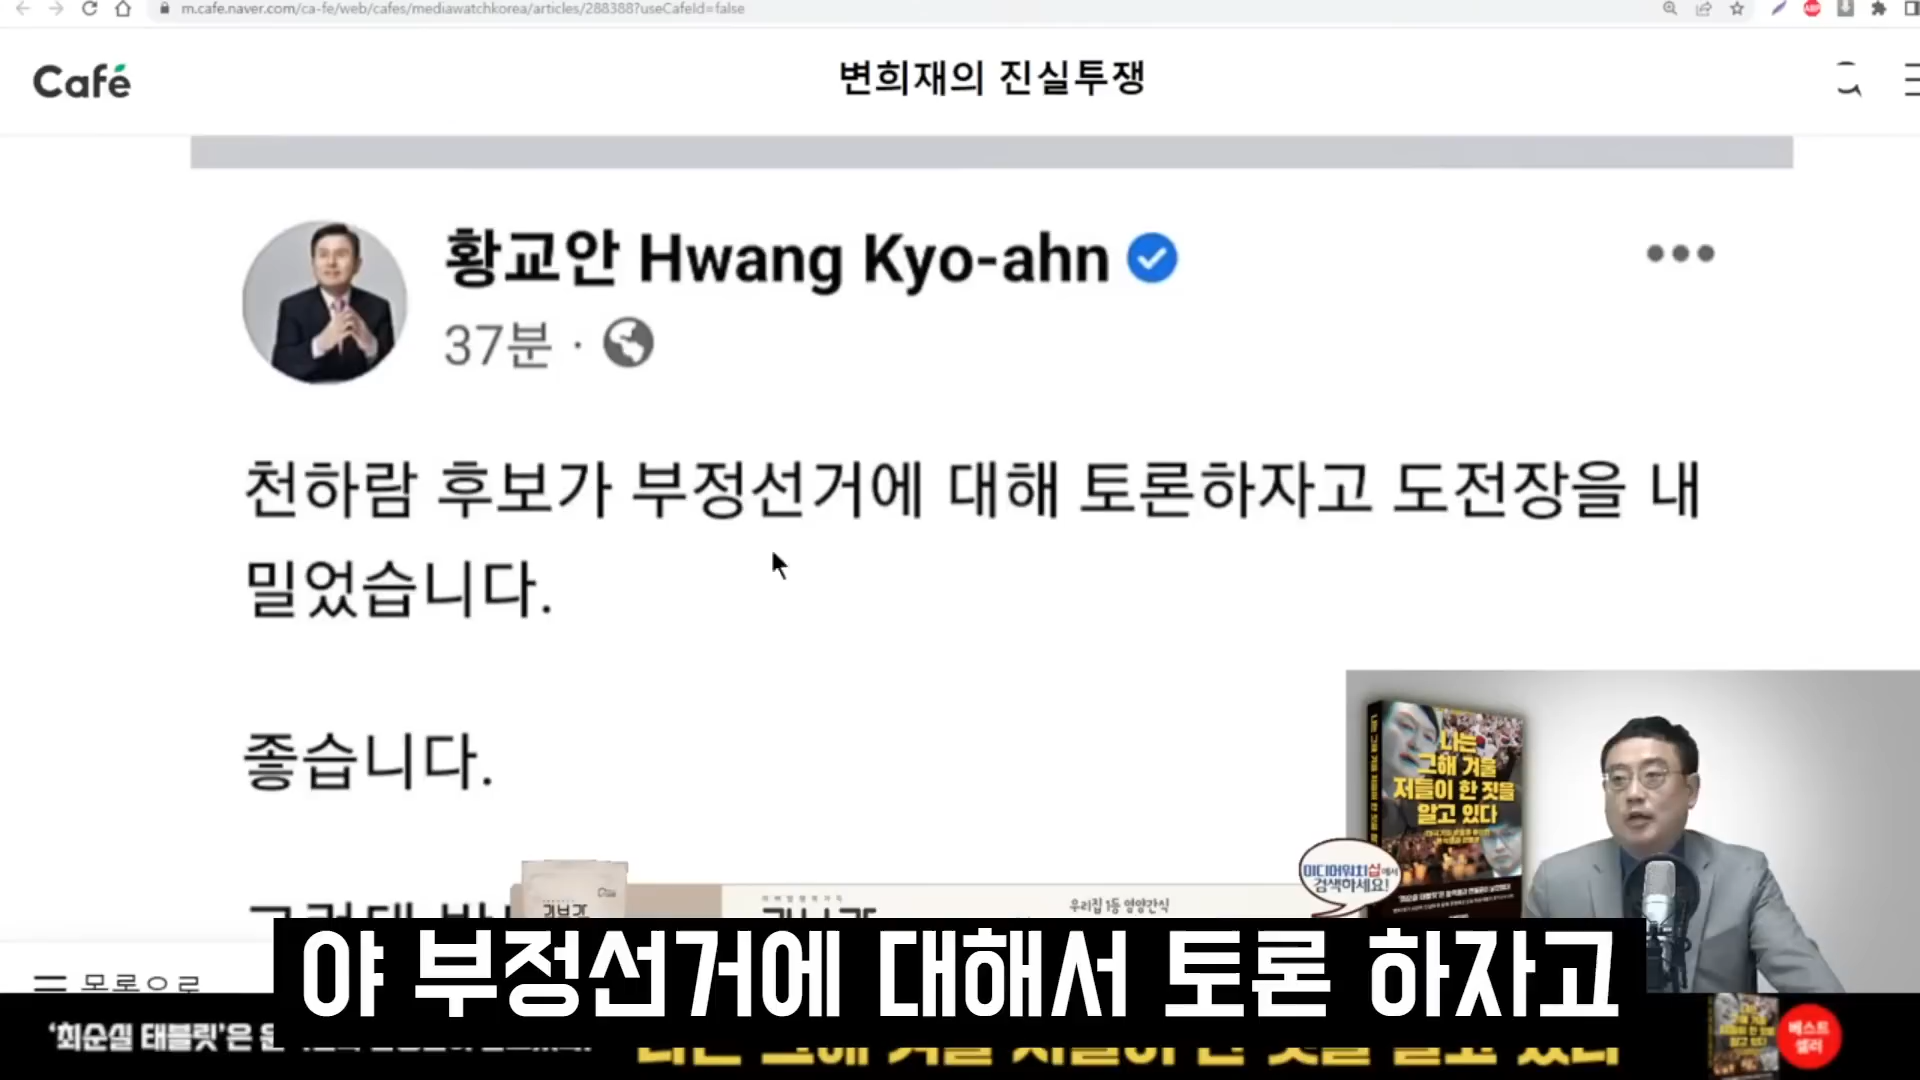 m.cafe.naver.com/ca-fe/web/cafes/mediawatchkorea/articles/288388?useCafeId=false
Café
변희재의 진실투쟁
황교안 Hwang Kyo-ahn
37분 ·
천하람 후보가 부정선거에 대해 토론하자고 도전장을 내
밀었습니다.
좋습니다.
나는
그해 겨울
저들이 한 짓을
알고 있다
미디어워치샵에서
검색하세요!
우리집 1등 영양간식
목록으로
야 부정선거에 대해서 토론 하자고
‘최순실 태블릿’은
베스트
셀러